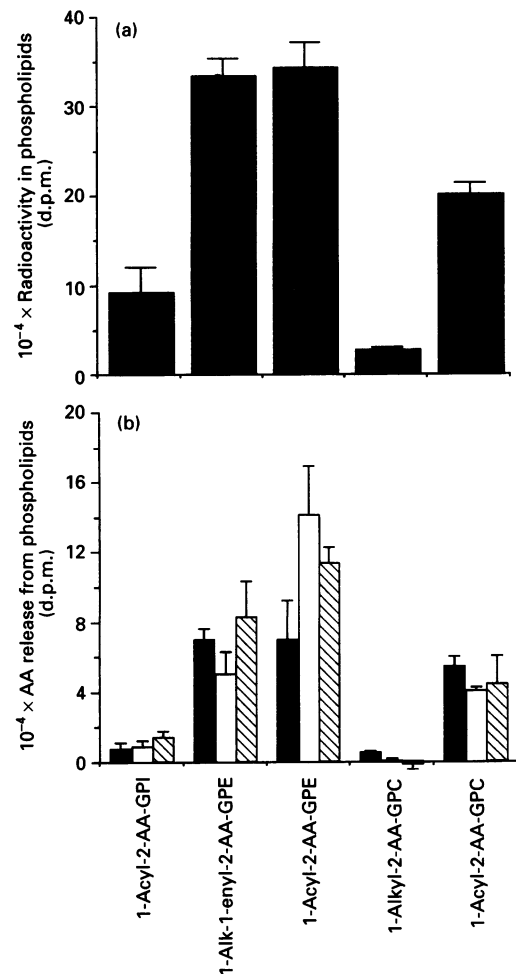 (a)
10⁻⁴ × Radioactivity in phospholipids
(d.p.m.)
40
30
20
10
0
(b)
10⁻⁴ × AA release from phospholipids
(d.p.m.)
20
16
12
8
4
0
1-Acyl-2-AA-GPI
1-Alk-1-enyl-2-AA-GPE
1-Acyl-2-AA-GPE
1-Alkyl-2-AA-GPC
1-Acyl-2-AA-GPC